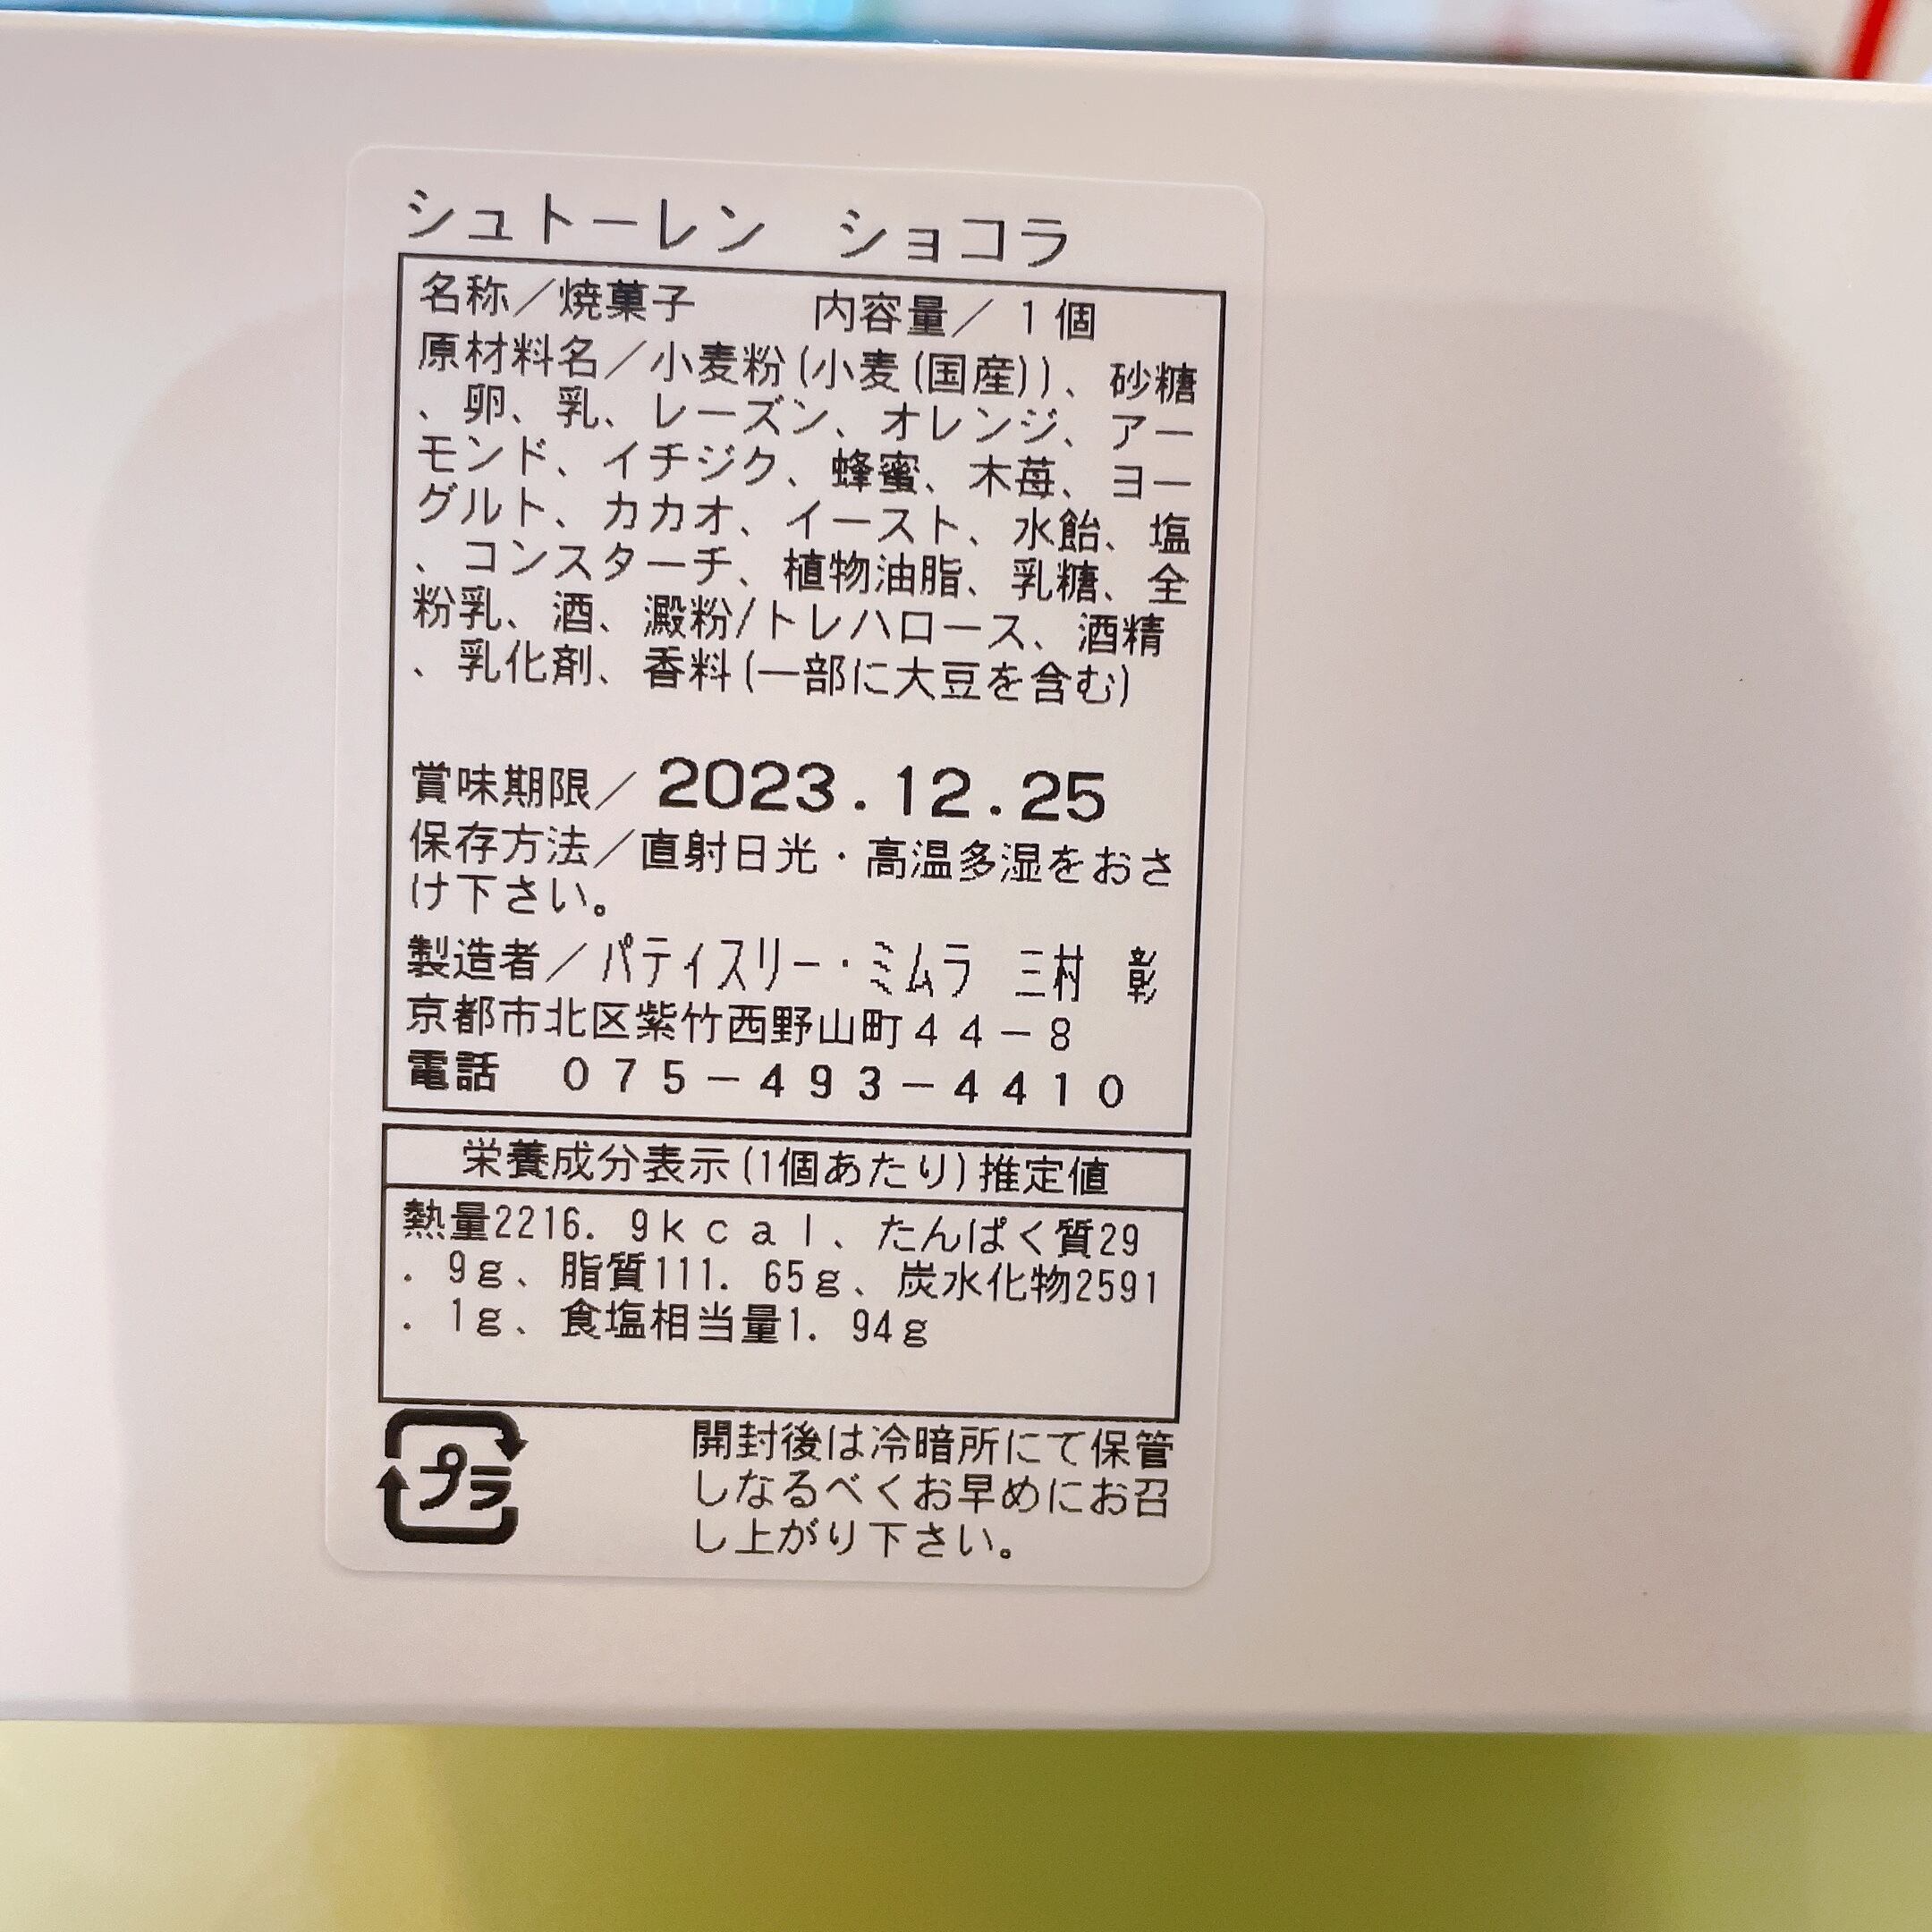 シュトーレン　ショコラ
名称／焼菓子　　内容量／１個
原材料名／小麦粉(小麦(国産))、砂糖
、卵、乳、レーズン、オレンジ、アー
モンド、イチジク、蜂蜜、木苺、ヨー
グルト、カカオ、イースト、水飴、塩
、コンスターチ、植物油脂、乳糖、全
粉乳、酒、澱粉/トレハロース、酒精
、乳化剤、香料(一部に大豆を含む)
賞味期限／2023.12.25
保存方法／直射日光・高温多湿をおさ
け下さい。
製造者／パティスリー・ミムラ　三村　彰
京都市北区紫竹西野山町４４－８
電話　０７５－４９３－４４１０
栄養成分表示(1個あたり)推定値
熱量2216．9ｋｃａｌ、たんぱく質29
．9ｇ、脂質111．65ｇ、炭水化物2591
．1ｇ、食塩相当量1．94ｇ
プラ
開封後は冷暗所にて保管
しなるべくお早めにお召
し上がり下さい。